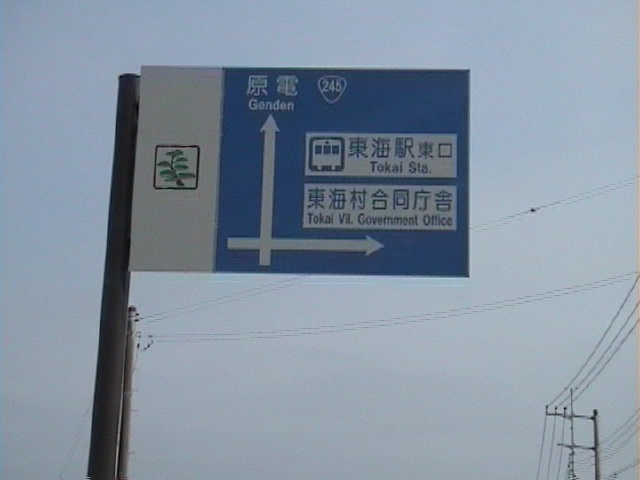 原電 245
Genden
東海駅東口
Tokai Sta.
東海村合同庁舎
Tokai Vil. Government Office